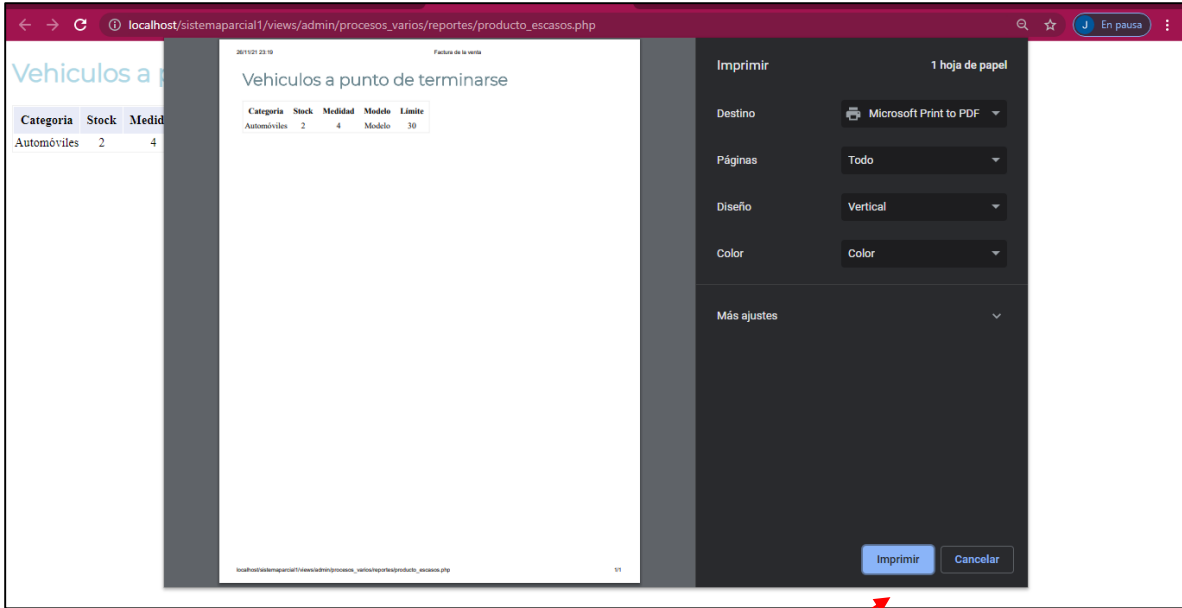 localhost/sistemaparcial1/views/admin/procesos_varios/reportes/producto_escasos.php
J En pausa
Vehiculos a p
Categoria Stock Medid
Automóviles 2 4
26/11/21 23:19 Factura de la venta
Vehiculos a punto de terminarse
Categoria Stock Medidad Modelo Limite
Automóviles 2 4 Modelo 30
localhost/sistemaparcial1/views/admin/procesos_varios/reportes/producto_escasos.php 1/1
Imprimir 1 hoja de papel
Destino Microsoft Print to PDF
Páginas Todo
Diseño Vertical
Color Color
Más ajustes
Imprimir Cancelar